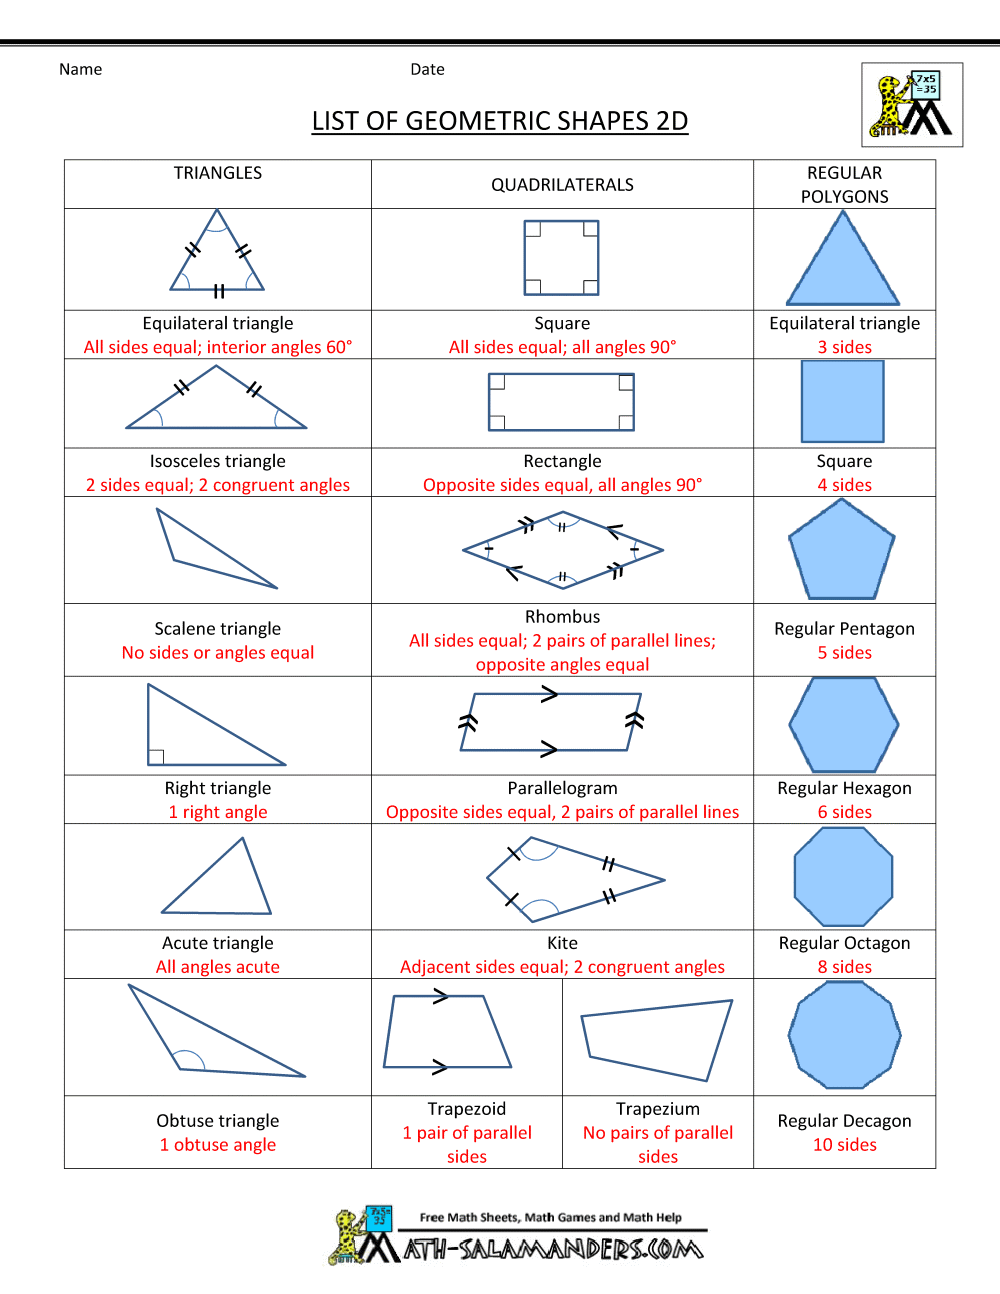 Name Date
7x5
=35
LIST OF GEOMETRIC SHAPES 2D
TRIANGLES
QUADRILATERALS
REGULAR
POLYGONS
Equilateral triangle
All sides equal; interior angles 60°
Square
All sides equal; all angles 90°
Equilateral triangle
3 sides
Isosceles triangle
2 sides equal; 2 congruent angles
Rectangle
Opposite sides equal, all angles 90°
Square
4 sides
Scalene triangle
No sides or angles equal
Rhombus
All sides equal; 2 pairs of parallel lines;
opposite angles equal
Regular Pentagon
5 sides
Right triangle
1 right angle
Parallelogram
Opposite sides equal, 2 pairs of parallel lines
Regular Hexagon
6 sides
Acute triangle
All angles acute
Kite
Adjacent sides equal; 2 congruent angles
Regular Octagon
8 sides
Obtuse triangle
1 obtuse angle
Trapezoid
1 pair of parallel
sides
Trapezium
No pairs of parallel
sides
Regular Decagon
10 sides
7x5=
35
Free Math Sheets, Math Games and Math Help
MATH-SALAMANDERS.COM